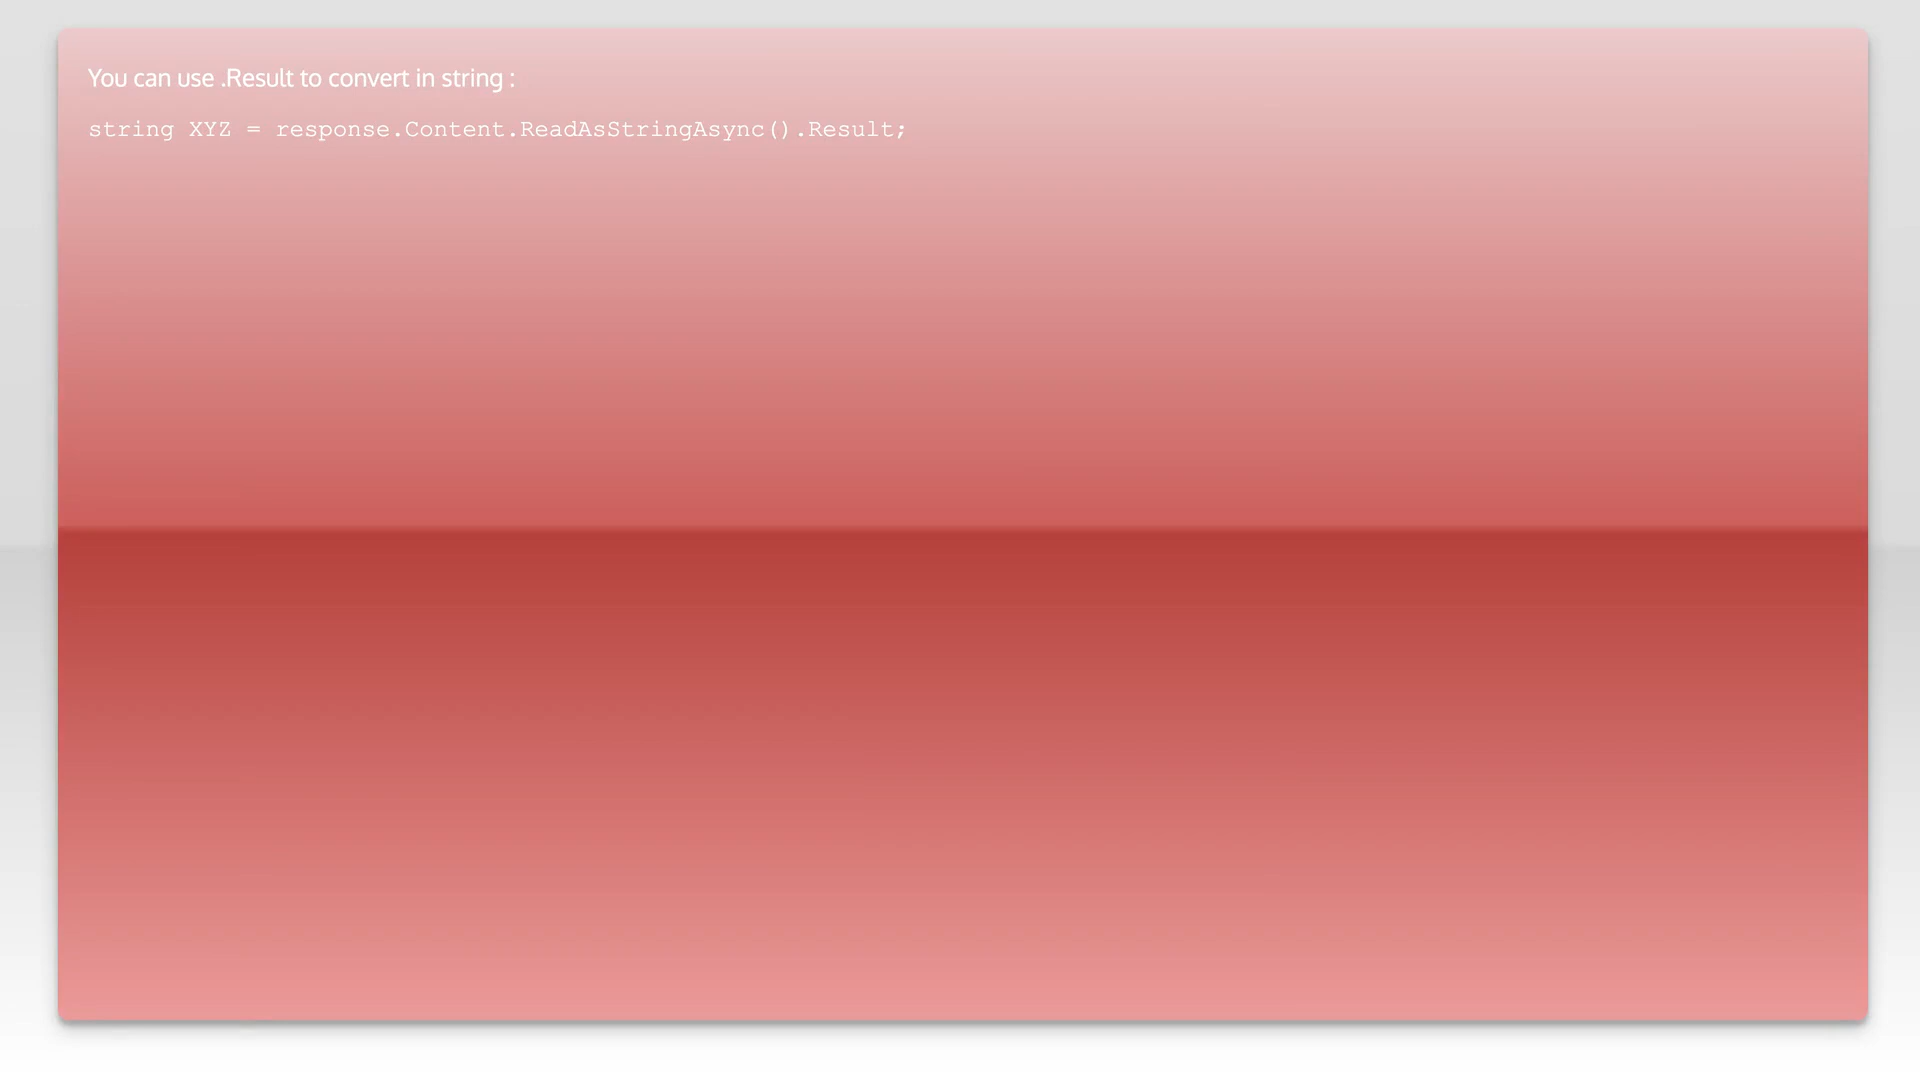 You can use .Result to convert in string :
string XYZ = response.Content.ReadAsStringAsync().Result;